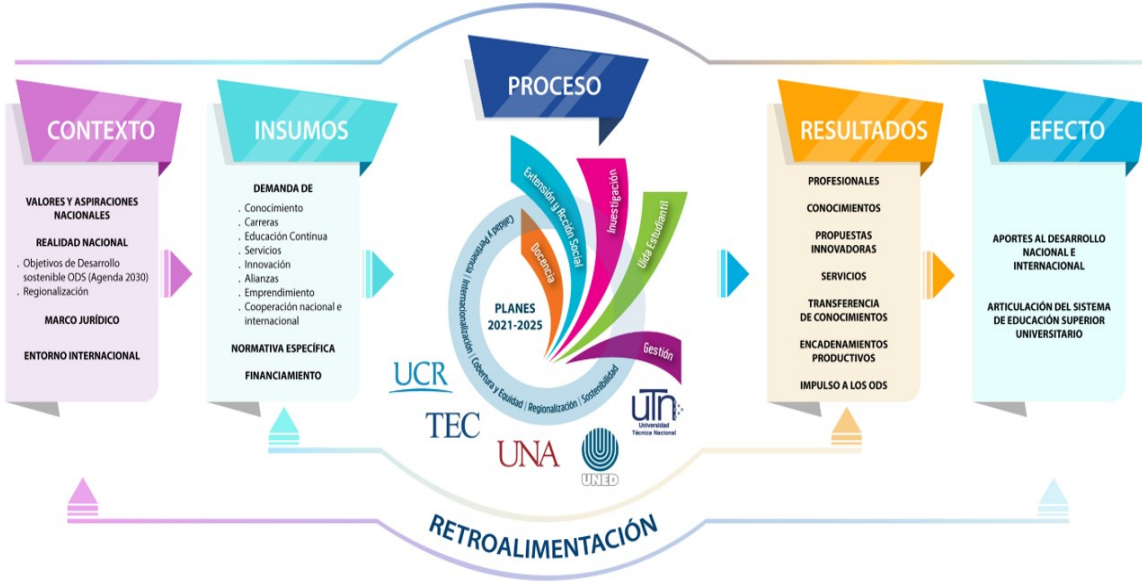 CONTEXTO
VALORES Y ASPIRACIONES
NACIONALES
REALIDAD NACIONAL
. Objetivos de Desarrollo
sostenible ODS (Agenda 2030)
. Regionalización
MARCO JURÍDICO
ENTORNO INTERNACIONAL
INSUMOS
DEMANDA DE
. Conocimiento
. Carreras
. Educación Continua
. Servicios
. Innovación
. Alianzas
. Emprendimiento
. Cooperación nacional e
internacional
NORMATIVA ESPECÍFICA
FINANCIAMIENTO
PROCESO
Docencia
Extensión y Acción Social
Investigación
Vida Estudiantil
Gestión
PLANES
2021-2025
Calidad y Pertinencia | Internacionalización | Cobertura y Equidad | Regionalización | Sostenibilidad
UCR
TEC
UNA
UNED
UTN
Universidad
Técnica Nacional
RESULTADOS
PROFESIONALES
CONOCIMIENTOS
PROPUESTAS
INNOVADORAS
SERVICIOS
TRANSFERENCIA
DE CONOCIMIENTOS
ENCADENAMIENTOS
PRODUCTIVOS
IMPULSO A LOS ODS
EFECTO
APORTES AL DESARROLLO
NACIONAL E
INTERNACIONAL
ARTICULACIÓN DEL SISTEMA
DE EDUCACIÓN SUPERIOR
UNIVERSITARIO
RETROALIMENTACIÓN